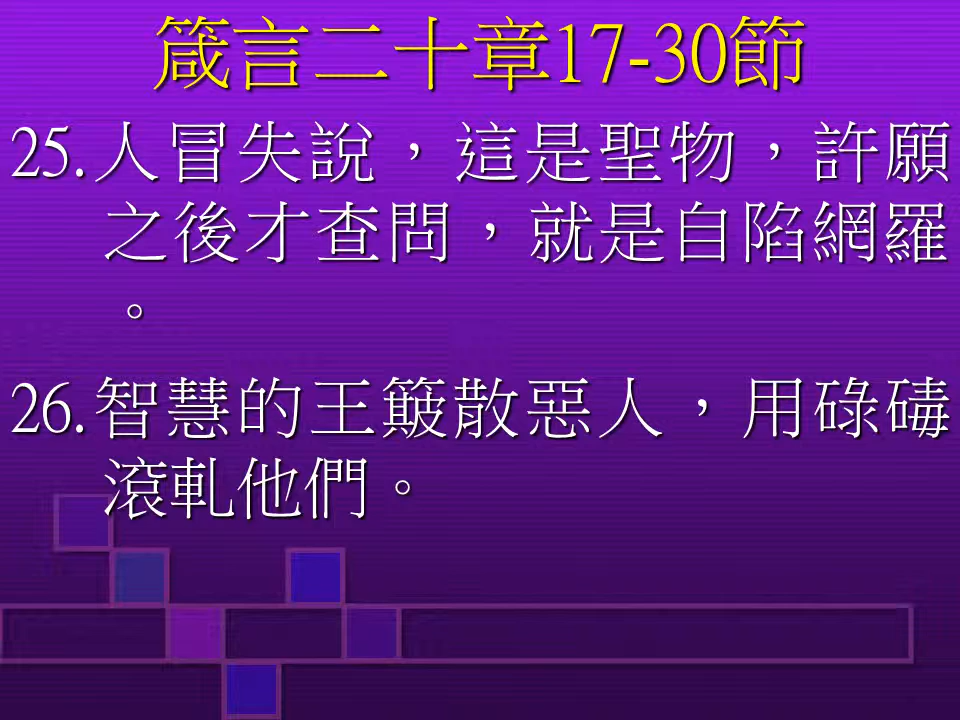 箴言二十章17-30節
25.人冒失說，這是聖物，許願
之後才查問，就是自陷網羅
。
26.智慧的王簸散惡人，用碌碡
滾軋他們。